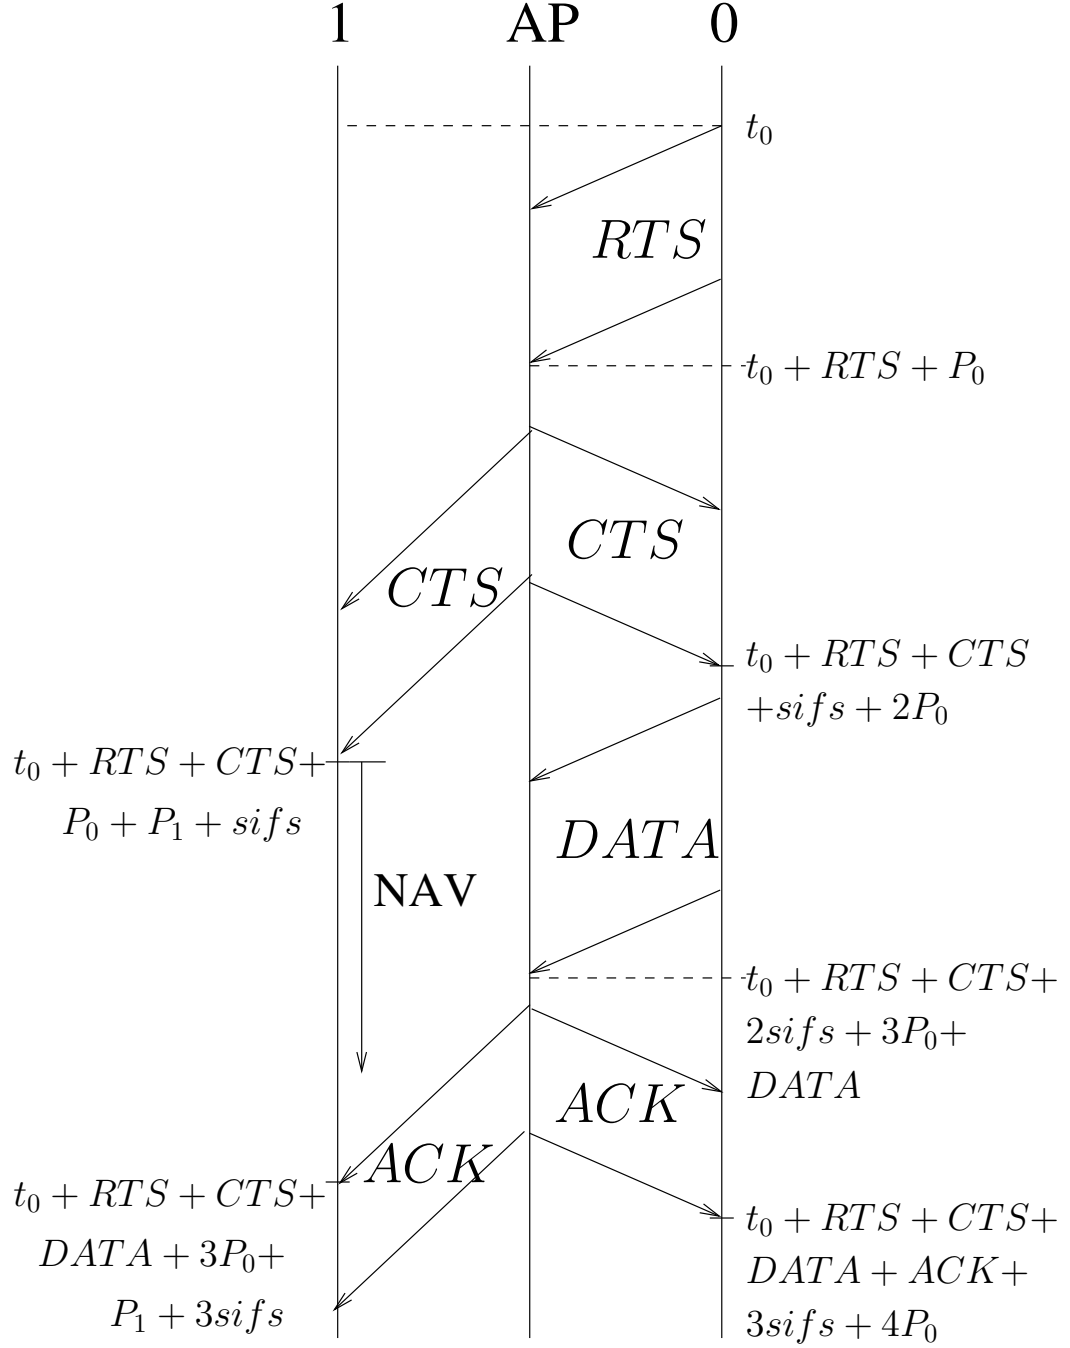 1 AP 0
t_0
RTS
t_0 + RTS + P_0
CTS
CTS
t_0 + RTS + CTS
+sifs + 2P_0
t_0 + RTS + CTS+
P_0 + P_1 + sifs
DATA
NAV
t_0 + RTS + CTS+
2sifs + 3P_0+
DATA
ACK
ACK
t_0 + RTS + CTS+
DATA + 3P_0+
P_1 + 3sifs
t_0 + RTS + CTS+
DATA + ACK+
3sifs + 4P_0